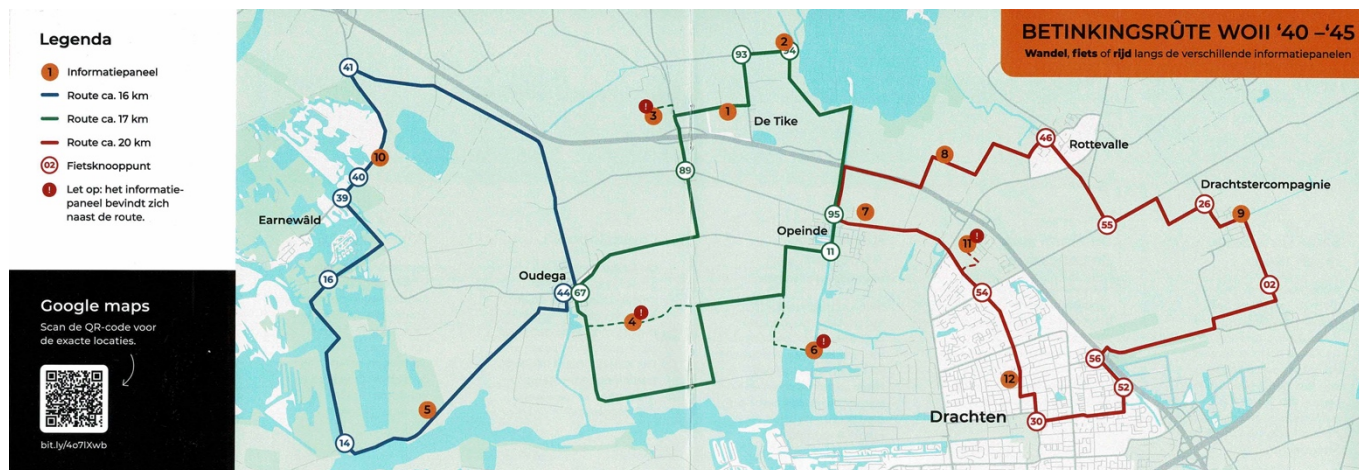 Legenda
1 Informatiepaneel
Route ca. 16 km
Route ca. 17 km
Route ca. 20 km
02 Fietsknooppunt
! Let op: het informatie-
paneel bevindt zich
naast de route.
Google maps
Scan de QR-code voor
de exacte locaties.
bit.ly/4o7lXwb
BETINKINGSRÛTE WOII ‘40 –‘45
Wandel, fiets of rijd langs de verschillende informatiepanelen
41
10
40
39
Earnewâld
16
14
5
Oudega
44
67
! 4
! 3
1
93
2
94
De Tike
89
95
7
Opeinde
11
! 6
8
46
Rottevalle
Drachtstercompagnie
26
9
55
02
! 11
54
56
52
12
Drachten
30